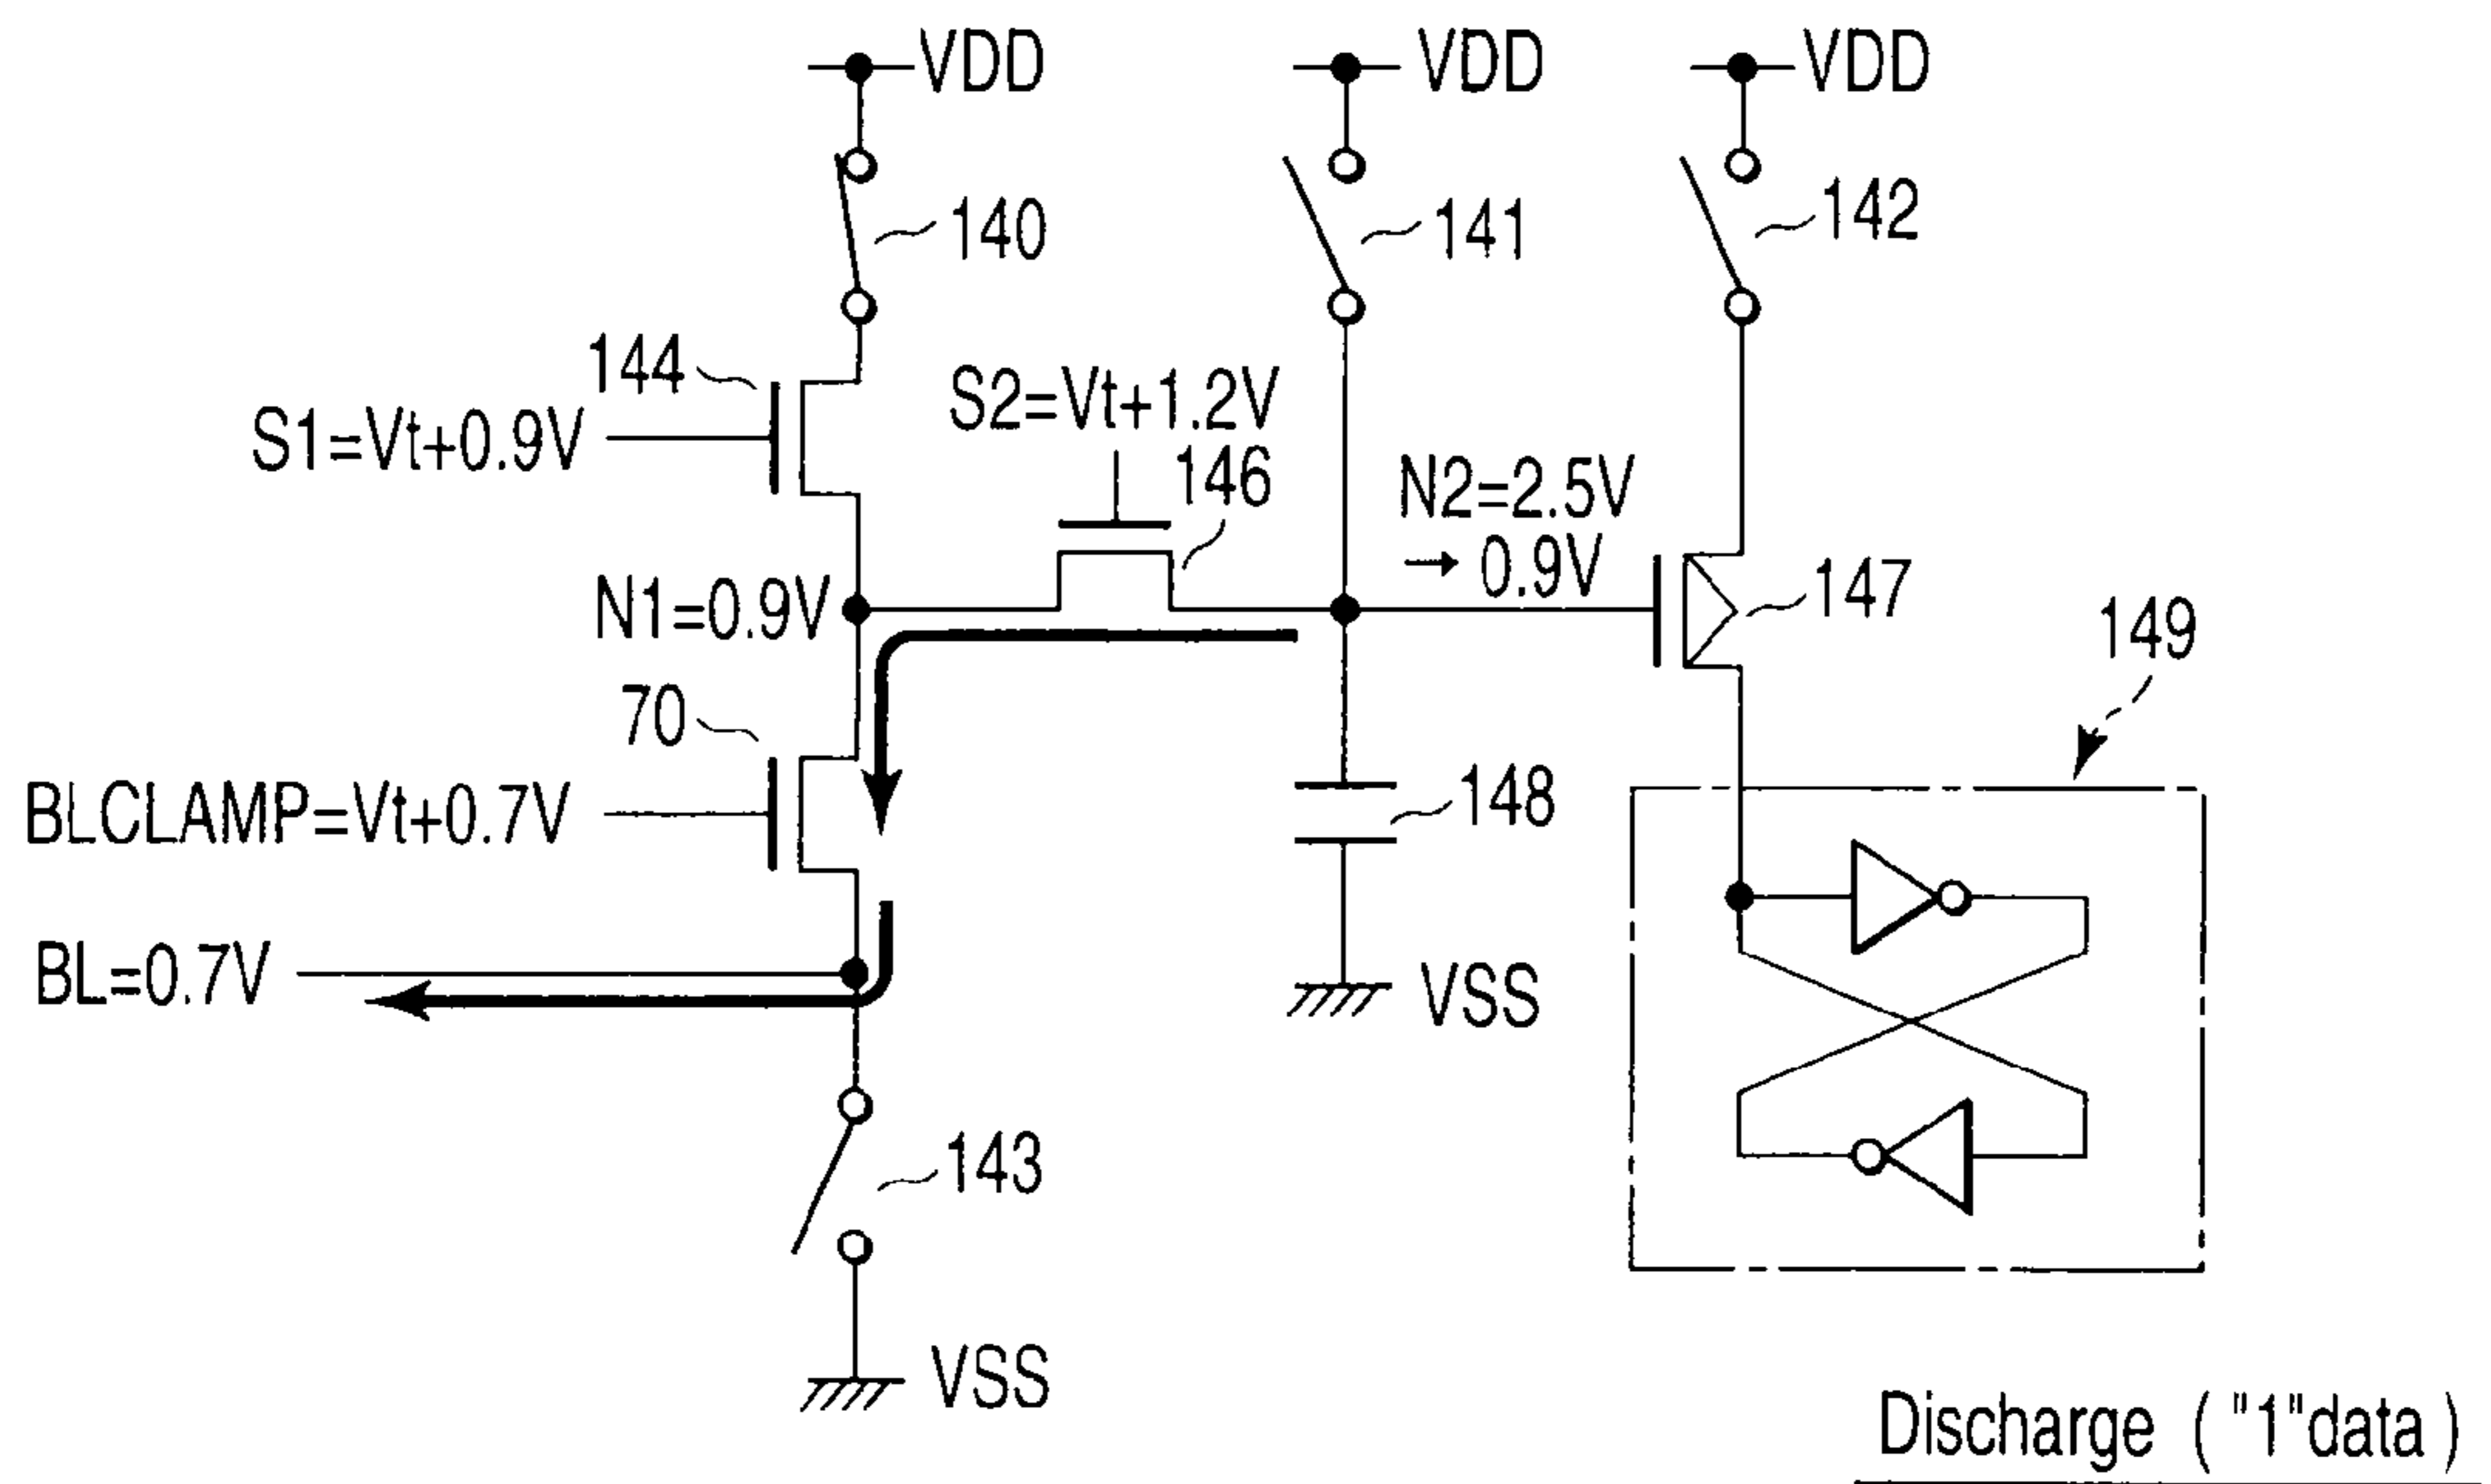 VDD
VDD
VDD
140
141
142
144
S1=Vt+0.9V
S2=Vt+1.2V
146
N2=2.5V
→ 0.9V
N1=0.9V
147
149
70
BLCLAMP=Vt+0.7V
148
BL=0.7V
VSS
143
VSS
Discharge ( "1"data )